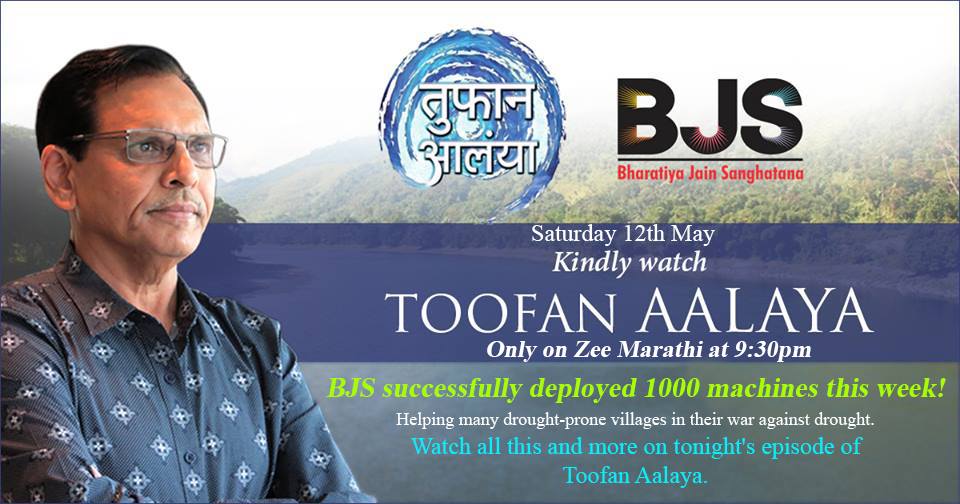 तुफान
आलंया
BJS
Bharatiya Jain Sanghatana
Saturday 12th May
Kindly watch
TOOFAN AALAYA
Only on Zee Marathi at 9:30pm
BJS successfully deployed 1000 machines this week!
Helping many drought-prone villages in their war against drought.
Watch all this and more on tonight's episode of
Toofan Aalaya.